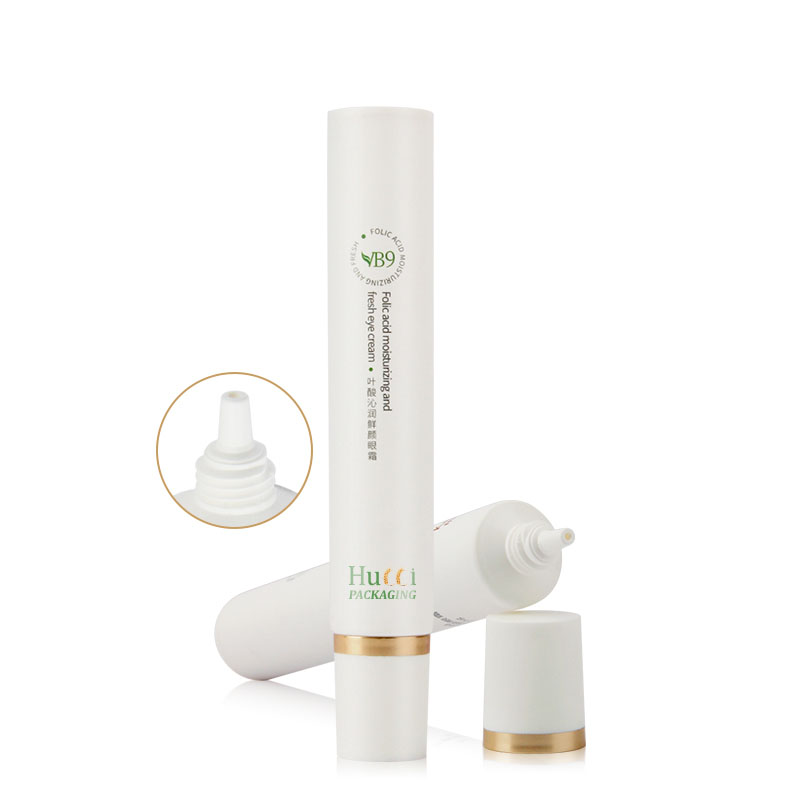 FOLIC ACID MOISTURIZING AND FRESH
VB9
Folic acid moisturizing and
fresh eye cream • 叶酸沁润鲜颜眼霜
Hucci
PACKAGING